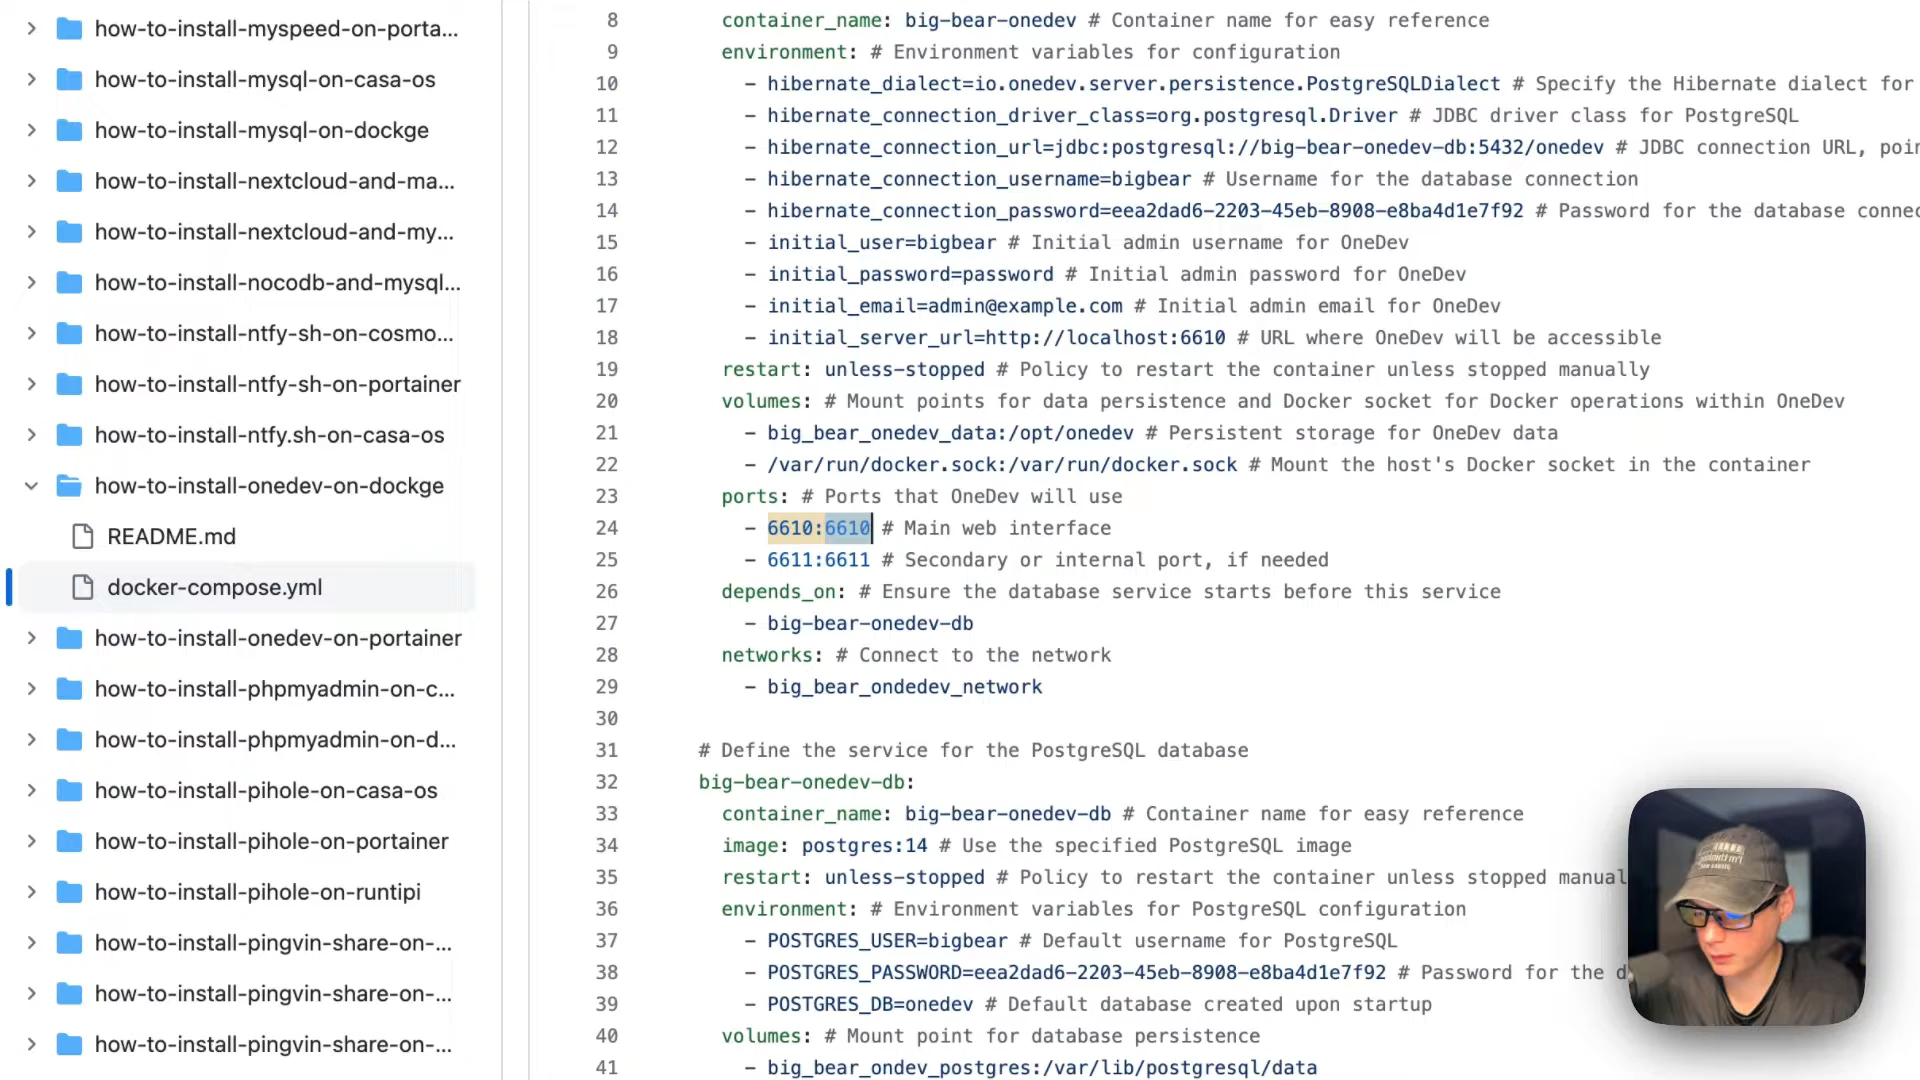 how-to-install-myspeed-on-porta...
how-to-install-mysql-on-casa-os
how-to-install-mysql-on-dockge
how-to-install-nextcloud-and-ma...
how-to-install-nextcloud-and-my...
how-to-install-nocodb-and-mysql...
how-to-install-ntfy-sh-on-cosmo...
how-to-install-ntfy-sh-on-portainer
how-to-install-ntfy.sh-on-casa-os
how-to-install-onedev-on-dockge
README.md
docker-compose.yml
how-to-install-onedev-on-portainer
how-to-install-phpmyadmin-on-c...
how-to-install-phpmyadmin-on-d...
how-to-install-pihole-on-casa-os
how-to-install-pihole-on-portainer
how-to-install-pihole-on-runtipi
how-to-install-pingvin-share-on-...
how-to-install-pingvin-share-on-...
how-to-install-pingvin-share-on-...
8 container_name: big-bear-onedev # Container name for easy reference
9 environment: # Environment variables for configuration
10 - hibernate_dialect=io.onedev.server.persistence.PostgreSQLDialect # Specify the Hibernate dialect for
11 - hibernate_connection_driver_class=org.postgresql.Driver # JDBC driver class for PostgreSQL
12 - hibernate_connection_url=jdbc:postgresql://big-bear-onedev-db:5432/onedev # JDBC connection URL, poin
13 - hibernate_connection_username=bigbear # Username for the database connection
14 - hibernate_connection_password=eea2dad6-2203-45eb-8908-e8ba4d1e7f92 # Password for the database connec
15 - initial_user=bigbear # Initial admin username for OneDev
16 - initial_password=password # Initial admin password for OneDev
17 - initial_email=admin@example.com # Initial admin email for OneDev
18 - initial_server_url=http://localhost:6610 # URL where OneDev will be accessible
19 restart: unless-stopped # Policy to restart the container unless stopped manually
20 volumes: # Mount points for data persistence and Docker socket for Docker operations within OneDev
21 - big_bear_onedev_data:/opt/onedev # Persistent storage for OneDev data
22 - /var/run/docker.sock:/var/run/docker.sock # Mount the host's Docker socket in the container
23 ports: # Ports that OneDev will use
24 - 6610:6610 # Main web interface
25 - 6611:6611 # Secondary or internal port, if needed
26 depends_on: # Ensure the database service starts before this service
27 - big-bear-onedev-db
28 networks: # Connect to the network
29 - big_bear_ondedev_network
30
31 # Define the service for the PostgreSQL database
32 big-bear-onedev-db:
33 container_name: big-bear-onedev-db # Container name for easy reference
34 image: postgres:14 # Use the specified PostgreSQL image
35 restart: unless-stopped # Policy to restart the container unless stopped manual
36 environment: # Environment variables for PostgreSQL configuration
37 - POSTGRES_USER=bigbear # Default username for PostgreSQL
38 - POSTGRES_PASSWORD=eea2dad6-2203-45eb-8908-e8ba4d1e7f92 # Password for the d
39 - POSTGRES_DB=onedev # Default database created upon startup
40 volumes: # Mount point for database persistence
41 - big_bear_ondev_postgres:/var/lib/postgresql/data